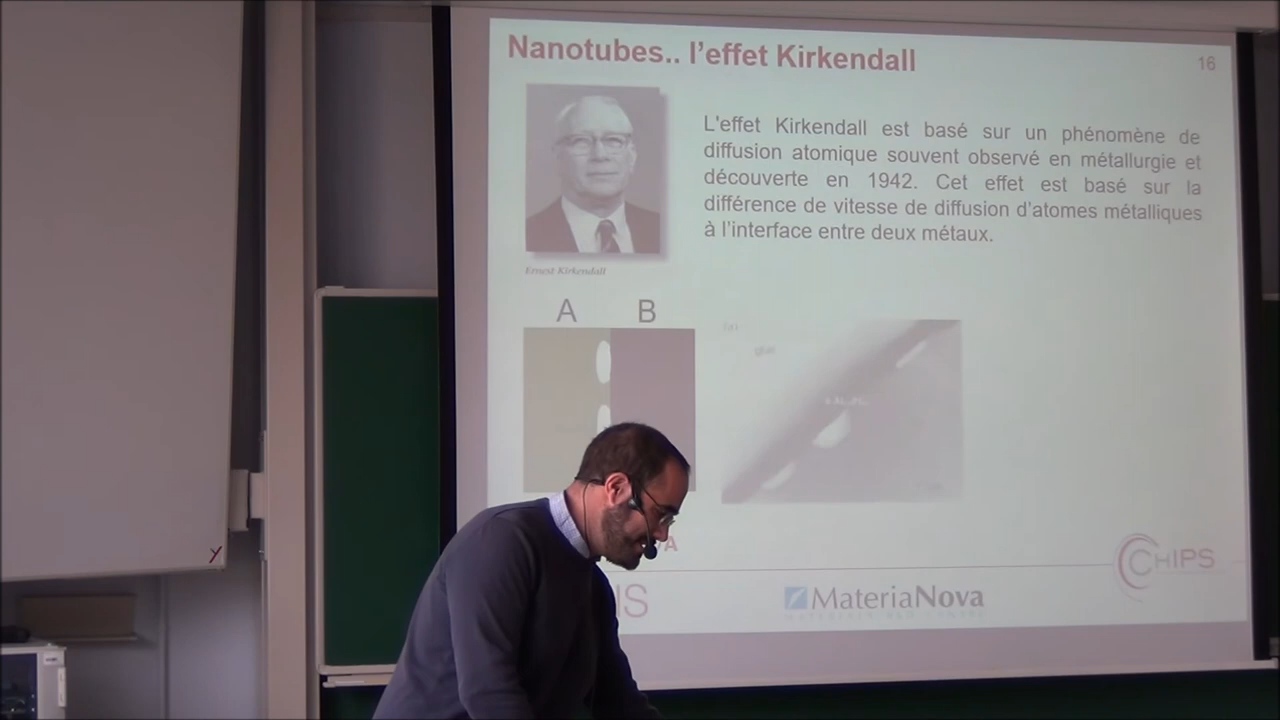 Nanotubes.. l'effet Kirkendall
16
L'effet Kirkendall est basé sur un phénomène de
diffusion atomique souvent observé en métallurgie et
découverte en 1942. Cet effet est basé sur la
différence de vitesse de diffusion d'atomes métalliques
à l'interface entre deux métaux.
Ernest Kirkendall
A B
A
CHIPS
MateriaNova